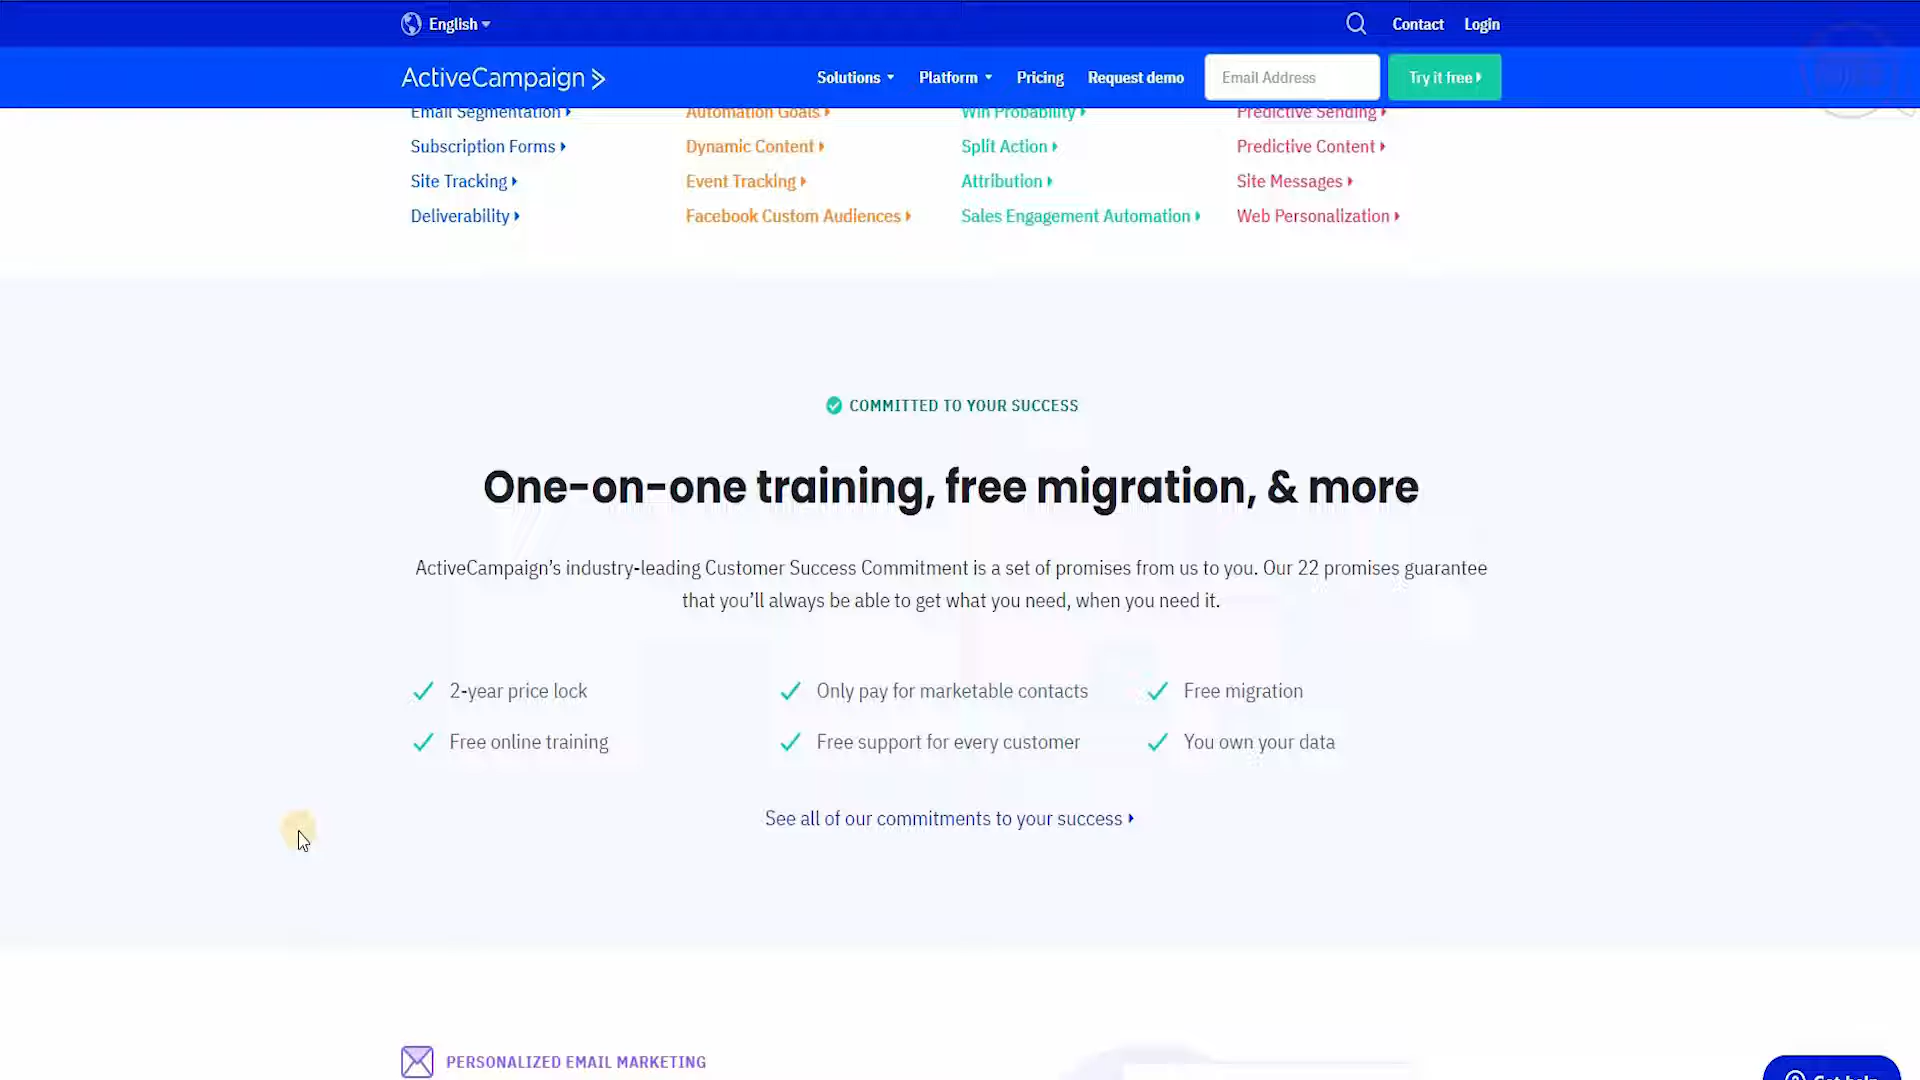 English
Contact
Login
ActiveCampaign
Solutions
Platform
Pricing
Request demo
Email Address
Try it free
Email Segmentation
Automation Goals
Win Probability
Predictive Sending
Subscription Forms
Dynamic Content
Split Action
Predictive Content
Site Tracking
Event Tracking
Attribution
Site Messages
Deliverability
Facebook Custom Audiences
Sales Engagement Automation
Web Personalization
COMMITTED TO YOUR SUCCESS
One-on-one training, free migration, & more
ActiveCampaign’s industry-leading Customer Success Commitment is a set of promises from us to you. Our 22 promises guarantee
that you’ll always be able to get what you need, when you need it.
2-year price lock
Only pay for marketable contacts
Free migration
Free online training
Free support for every customer
You own your data
See all of our commitments to your success
PERSONALIZED EMAIL MARKETING
Get help